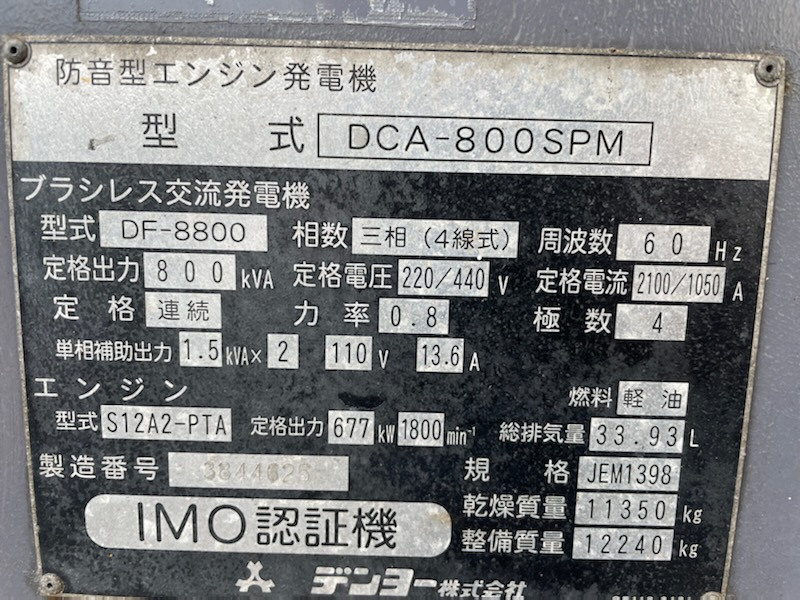 防音型エンジン発電機
型 式 DCA-800SPM
ブラシレス交流発電機
型式 DF-8800 相数 三相(4線式) 周波数 60 Hz
定格出力 800 kVA 定格電圧 220/440 V 定格電流 2100/1050 A
定格 連続 力率 0.8 極数 4
単相補助出力 1.5 kVA× 2 110 V 13.6 A
エンジン 燃料 軽油
型式 S12A2-PTA 定格出力 677 kW 1800 min⁻¹ 総排気量 33.93 L
製造番号 規格 JEM1398
乾燥質量 11350 kg
IMO認証機
整備質量 12240 kg
デンヨー株式会社